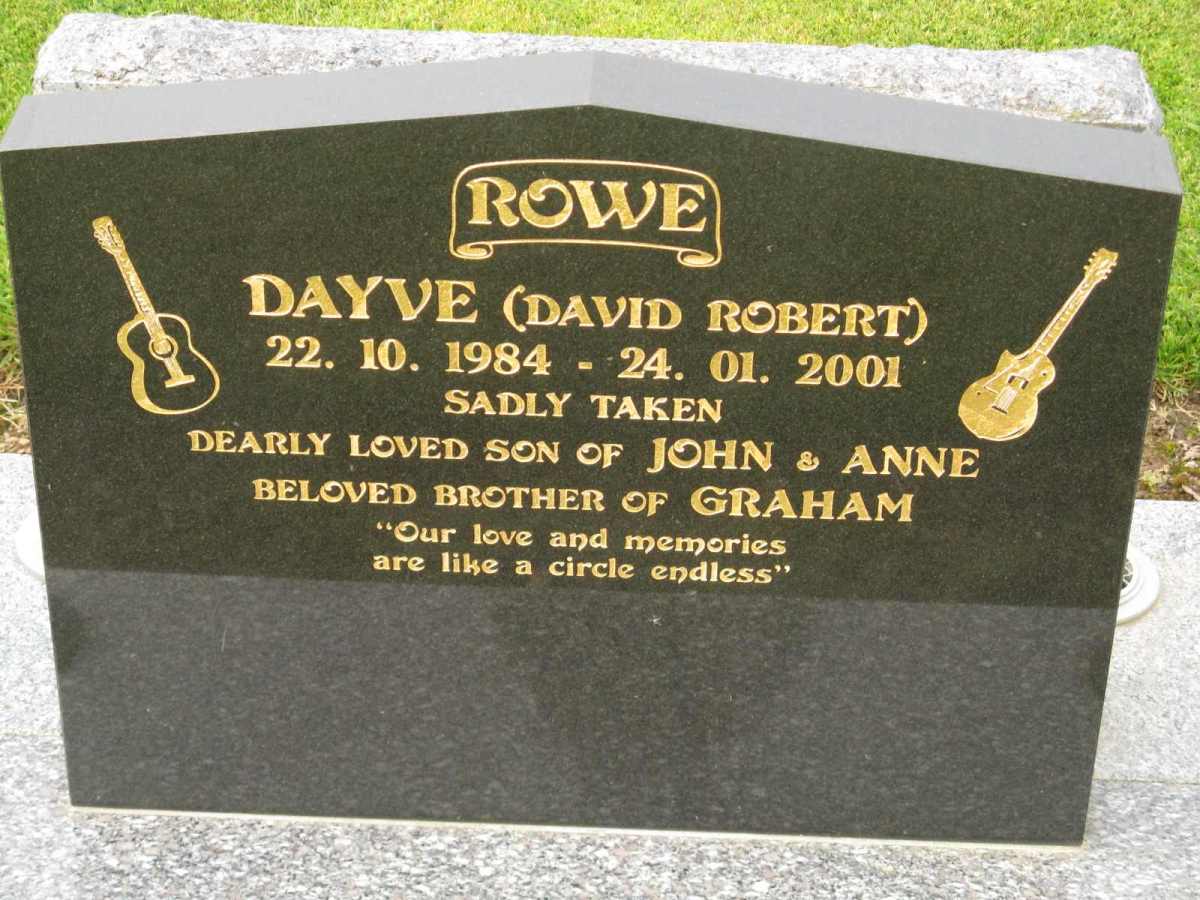 ROWE
DAYVE (DAVID ROBERT)
22. 10. 1984 - 24. 01. 2001
SADLY TAKEN
DEARLY LOVED SON OF JOHN & ANNE
BELOVED BROTHER OF GRAHAM
"Our love and memories
are like a circle endless"